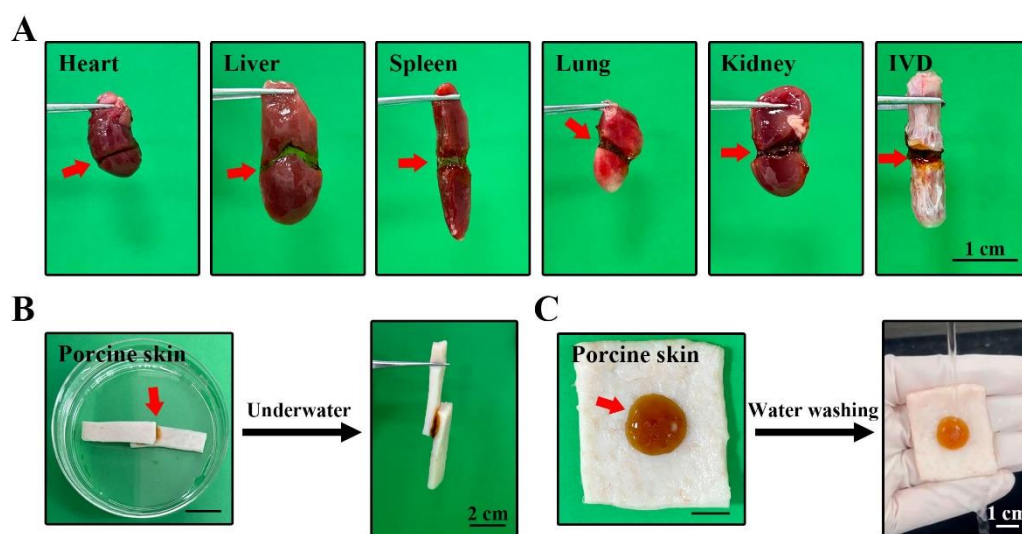 A
Heart
Liver
Spleen
Lung
Kidney
IVD
1 cm
B
Porcine skin
Underwater
2 cm
C
Porcine skin
Water washing
1 cm